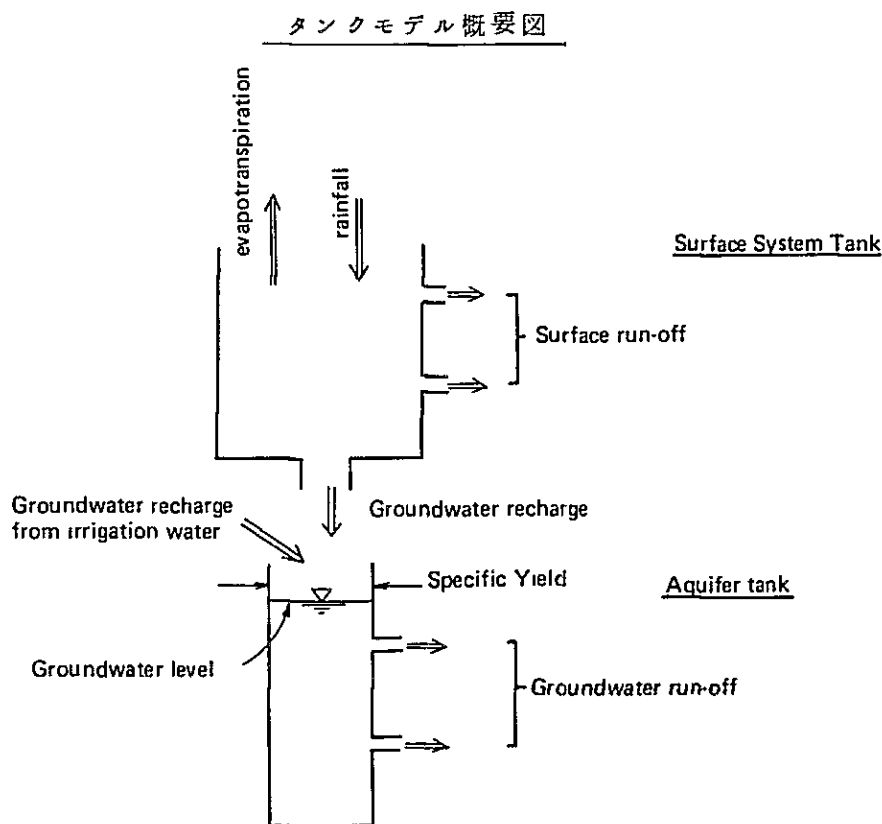 タンクモデル概要図
evapotranspiration
rainfall
Surface System Tank
Surface run-off
Groundwater recharge
from irrigation water
Groundwater recharge
Specific Yield
Aquifer tank
Groundwater level
Groundwater run-off